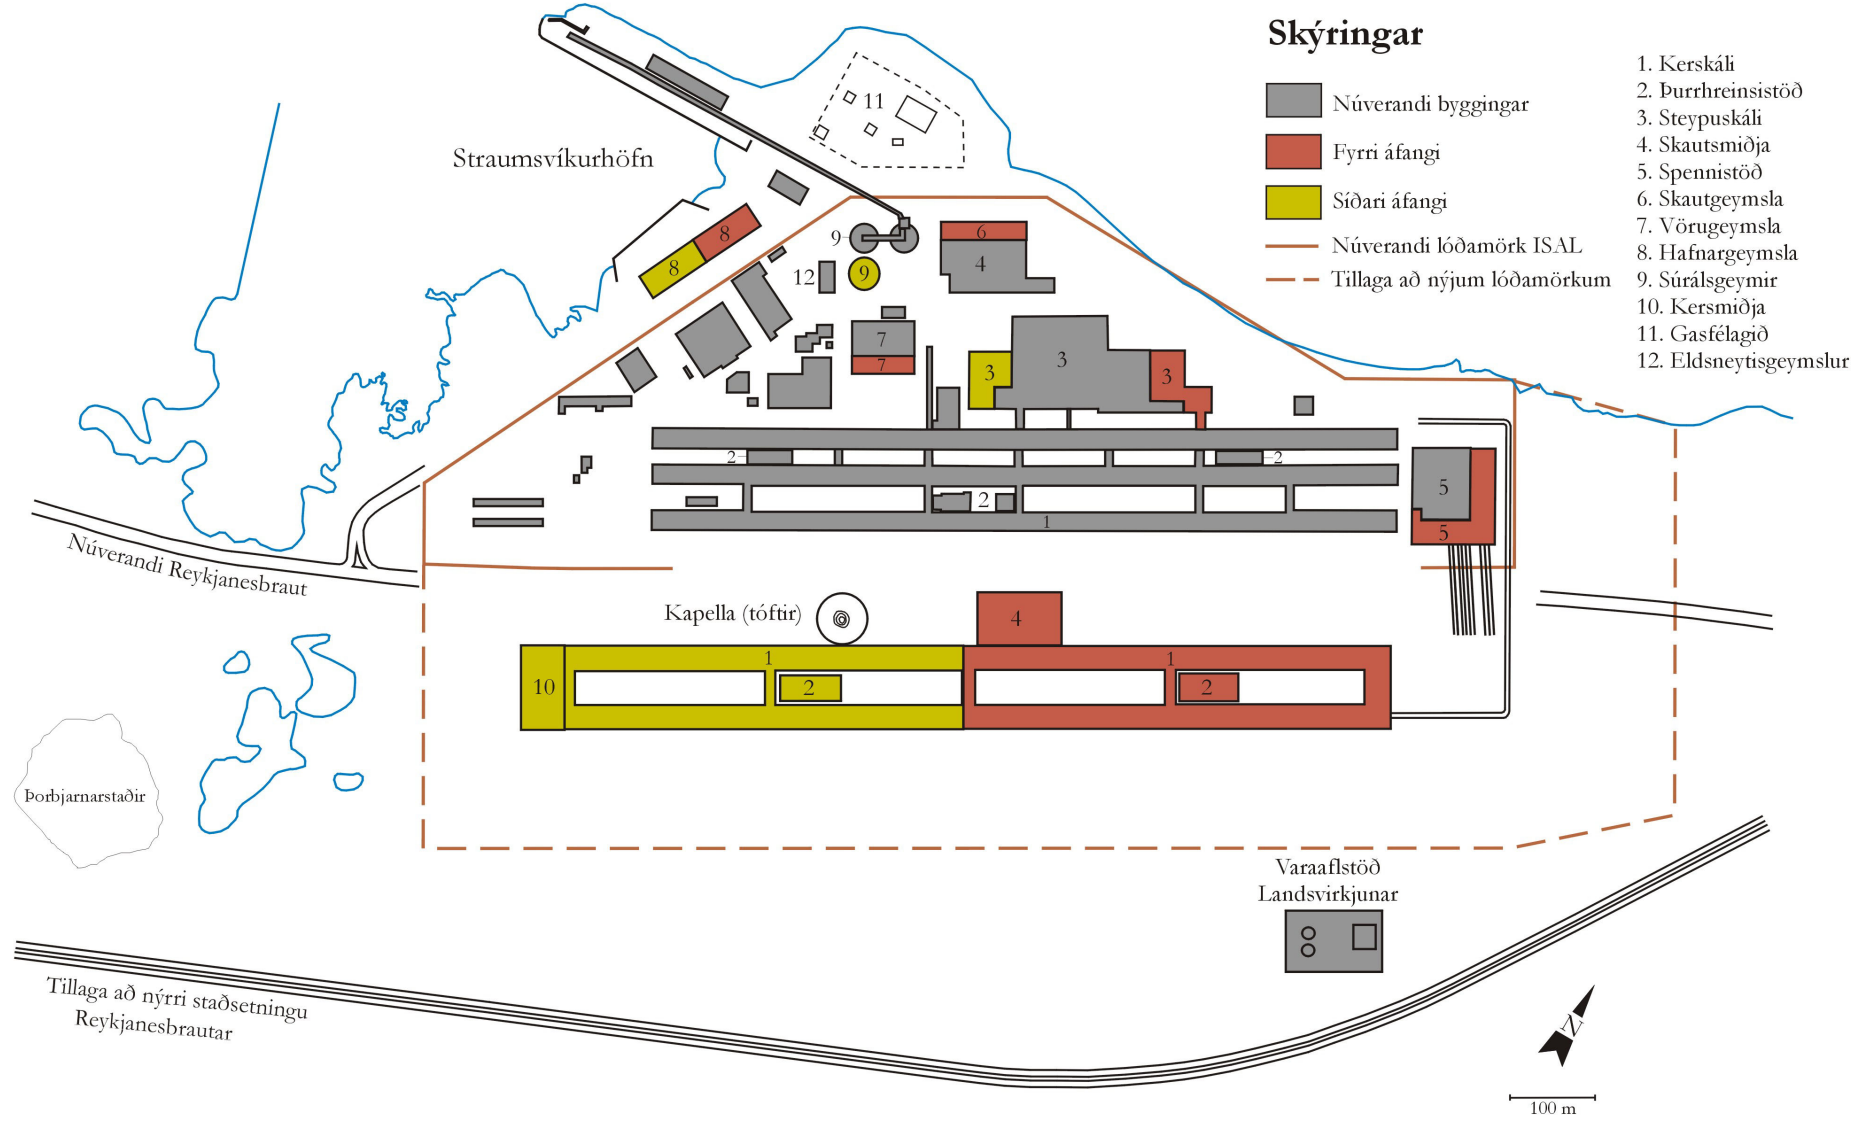 Skýringar
Núverandi byggingar
Fyrri áfangi
Síðari áfangi
Núverandi lóðamörk ISAL
Tillaga að nýjum lóðamörkum
1. Kerskáli
2. Þurrhreinsistöð
3. Steypuskáli
4. Skautsmiðja
5. Spennistöð
6. Skautgeymsla
7. Vörugeymsla
8. Hafnargeymsla
9. Súrálsgeymir
10. Kersmiðja
11. Gasfélagið
12. Eldsneytisgeymslur
11
Straumsvíkurhöfn
8
8
9
6
4
12
9
7
7
3
3
3
2
2
2
1
5
5
Núverandi Reykjanesbraut
Kapella (tóftir)
4
1
1
10
2
2
Þorbjarnarstaðir
Varaaflstöð
Landsvirkjunar
Tillaga að nýrri staðsetningu
Reykjanesbrautar
N
100 m